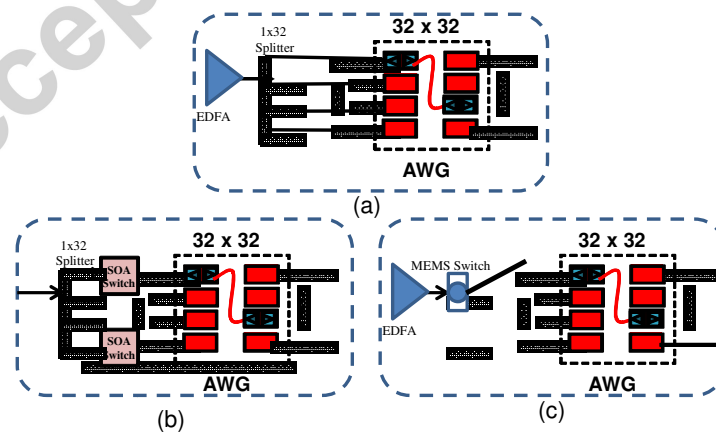 cecep
1x32
Splitter
32 x 32
EDFA
AWG
(a)
1x32
Splitter
SOA
Switch
SOA
Switch
32 x 32
AWG
(b)
MEMS Switch
EDFA
32 x 32
AWG
(c)